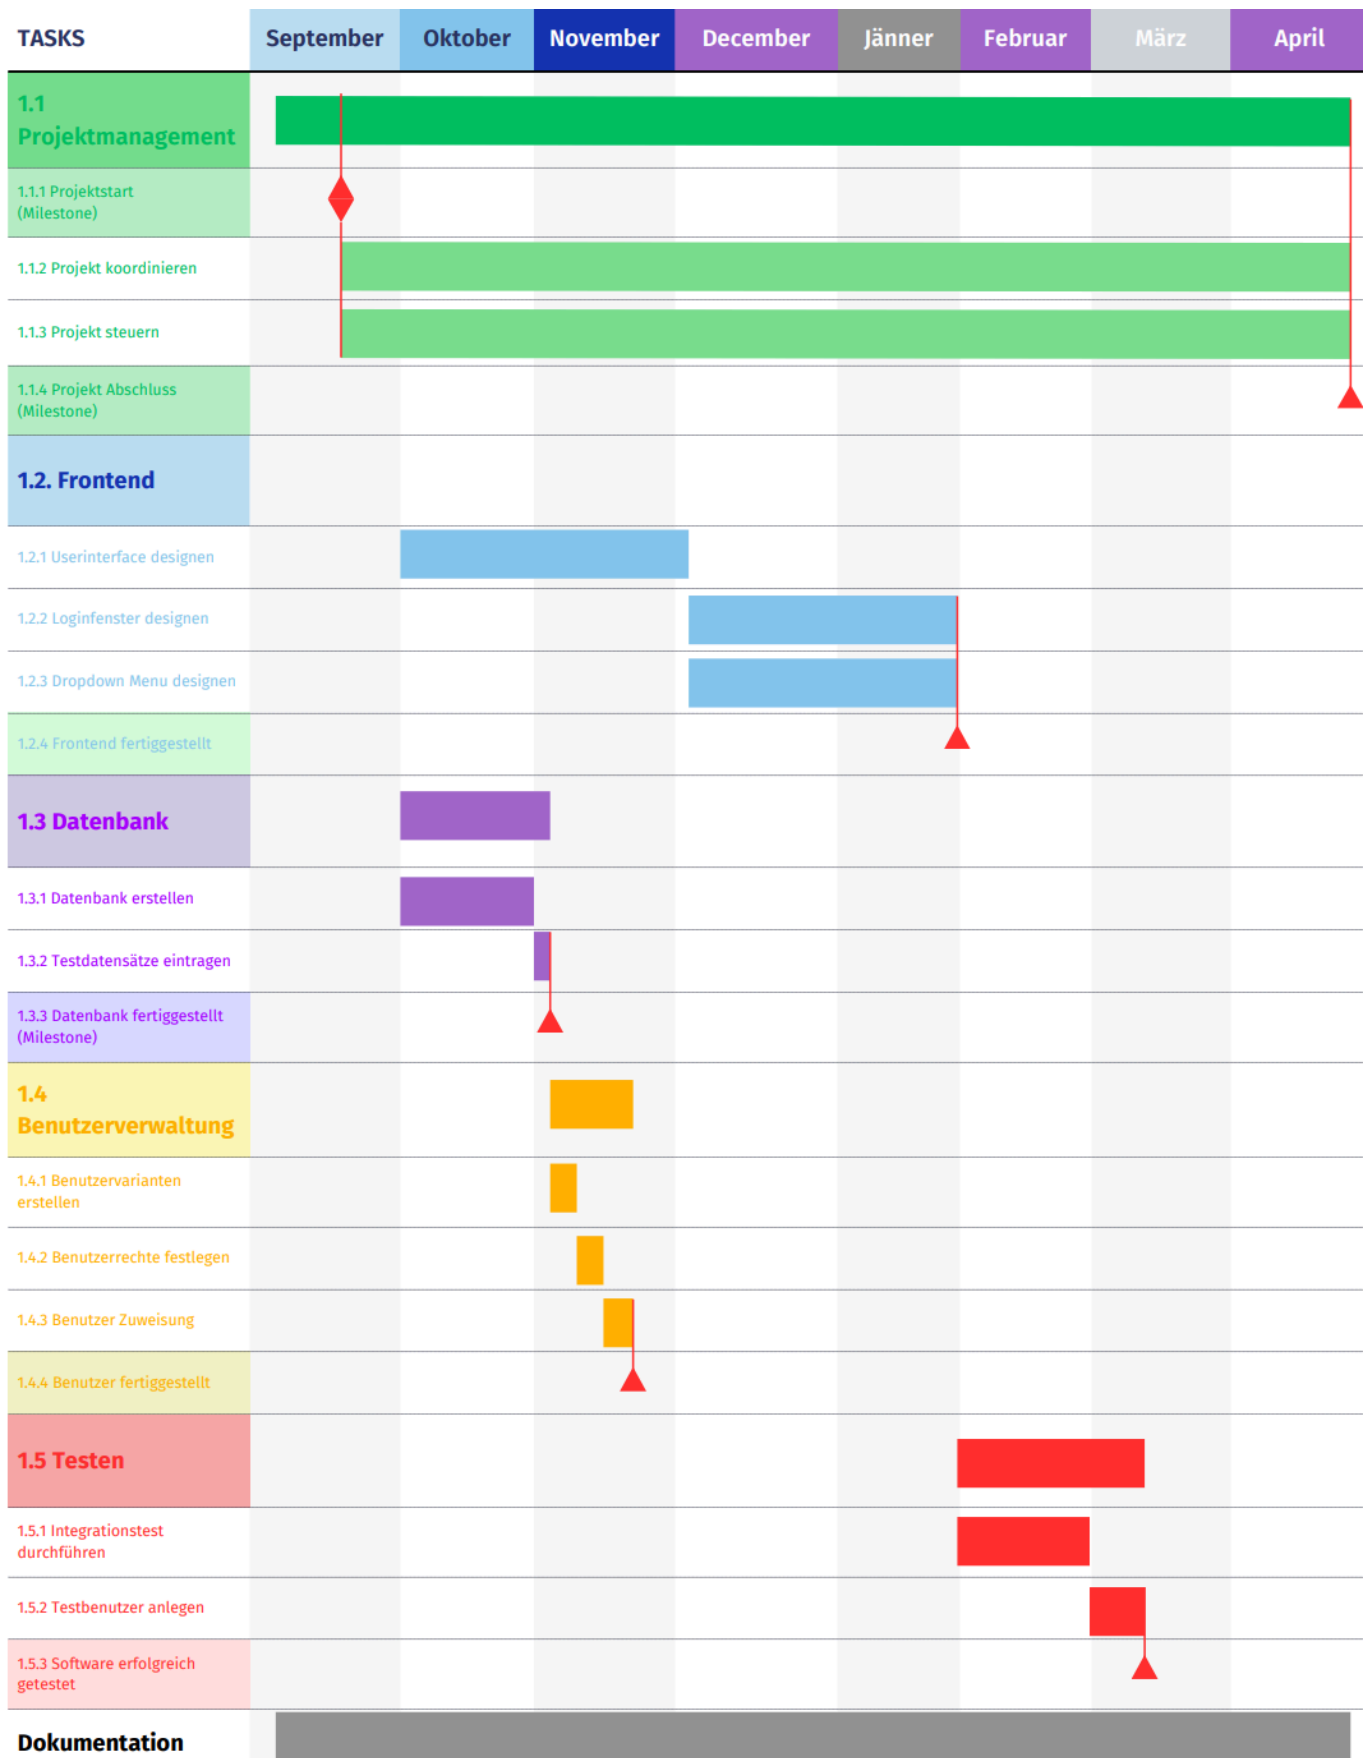 TASKS September Oktober November December Jänner Februar März April
1.1
Projektmanagement
1.1.1 Projektstart
(Milestone)
1.1.2 Projekt koordinieren
1.1.3 Projekt steuern
1.1.4 Projekt Abschluss
(Milestone)
1.2. Frontend
1.2.1 Userinterface designen
1.2.2 Loginfenster designen
1.2.3 Dropdown Menu designen
1.2.4 Frontend fertiggestellt
1.3 Datenbank
1.3.1 Datenbank erstellen
1.3.2 Testdatensätze eintragen
1.3.3 Datenbank fertiggestellt
(Milestone)
1.4
Benutzerverwaltung
1.4.1 Benutzervarianten
erstellen
1.4.2 Benutzerrechte festlegen
1.4.3 Benutzer Zuweisung
1.4.4 Benutzer fertiggestellt
1.5 Testen
1.5.1 Integrationstest
durchführen
1.5.2 Testbenutzer anlegen
1.5.3 Software erfolgreich
getestet
Dokumentation